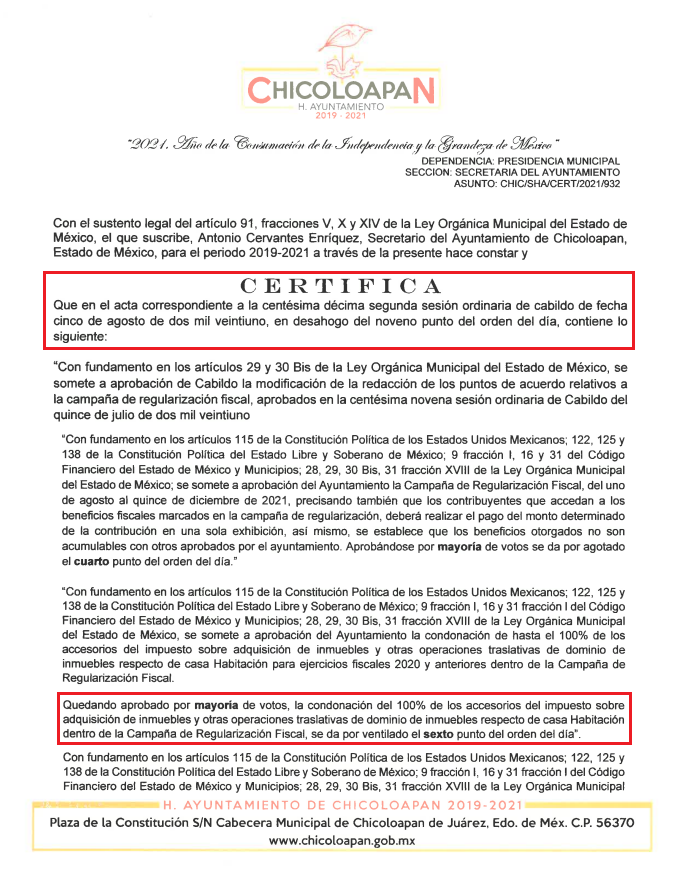 CHICOLOAPAN
H. AYUNTAMIENTO
2019 - 2021
"2021. Año de la Consumación de la Independencia y la Grandeza de México"
DEPENDENCIA: PRESIDENCIA MUNICIPAL
SECCION: SECRETARIA DEL AYUNTAMIENTO
ASUNTO: CHIC/SHA/CERT/2021/932
Con el sustento legal del artículo 91, fracciones V, X y XIV de la Ley Orgánica Municipal del Estado de
México, el que suscribe, Antonio Cervantes Enríquez, Secretario del Ayuntamiento de Chicoloapan,
Estado de México, para el periodo 2019-2021 a través de la presente hace constar y
CERTIFICA
Que en el acta correspondiente a la centésima décima segunda sesión ordinaria de cabildo de fecha
cinco de agosto de dos mil veintiuno, en desahogo del noveno punto del orden del día, contiene lo
siguiente:
"Con fundamento en los artículos 29 y 30 Bis de la Ley Orgánica Municipal del Estado de México, se
somete a aprobación de Cabildo la modificación de la redacción de los puntos de acuerdo relativos a
la campaña de regularización fiscal, aprobados en la centésima novena sesión ordinaria de Cabildo del
quince de julio de dos mil veintiuno
"Con fundamento en los artículos 115 de la Constitución Política de los Estados Unidos Mexicanos; 122, 125 y
138 de la Constitución Política del Estado Libre y Soberano de México; 9 fracción I, 16 y 31 del Código
Financiero del Estado de México y Municipios; 28, 29, 30 Bis, 31 fracción XVIII de la Ley Orgánica Municipal
del Estado de México; se somete a aprobación del Ayuntamiento la Campaña de Regularización Fiscal, del uno
de agosto al quince de diciembre de 2021, precisando también que los contribuyentes que accedan a los
beneficios fiscales marcados en la campaña de regularización, deberá realizar el pago del monto determinado
de la contribución en una sola exhibición, así mismo, se establece que los beneficios otorgados no son
acumulables con otros aprobados por el ayuntamiento. Aprobándose por mayoría de votos se da por agotado
el cuarto punto del orden del día."
"Con fundamento en los artículos 115 de la Constitución Política de los Estados Unidos Mexicanos; 122, 125 y
138 de la Constitución Política del Estado Libre y Soberano de México; 9 fracción I, 16 y 31 fracción I del Código
Financiero del Estado de México y Municipios; 28, 29, 30 Bis, 31 fracción XVIII de la Ley Orgánica Municipal
del Estado de México, se somete a aprobación del Ayuntamiento la condonación de hasta el 100% de los
accesorios del impuesto sobre adquisición de inmuebles y otras operaciones traslativas de dominio de
inmuebles respecto de casa Habitación para ejercicios fiscales 2020 y anteriores dentro de la Campaña de
Regularización Fiscal.
Quedando aprobado por mayoría de votos, la condonación del 100% de los accesorios del impuesto sobre
adquisición de inmuebles y otras operaciones traslativas de dominio de inmuebles respecto de casa Habitación
dentro de la Campaña de Regularización Fiscal, se da por ventilado el sexto punto del orden del día".
Con fundamento en los artículos 115 de la Constitución Política de los Estados Unidos Mexicanos; 122, 125 y
138 de la Constitución Política del Estado Libre y Soberano de México; 9 fracción I, 16 y 31 fracción I del Código
Financiero del Estado de México y Municipios; 28, 29, 30 Bis, 31 fracción XVIII de la Ley Orgánica Municipal
H. AYUNTAMIENTO DE CHICOLOAPAN 2019-2021
Plaza de la Constitución S/N Cabecera Municipal de Chicoloapan de Juárez, Edo. de Méx. C.P. 56370
www.chicoloapan.gob.mx